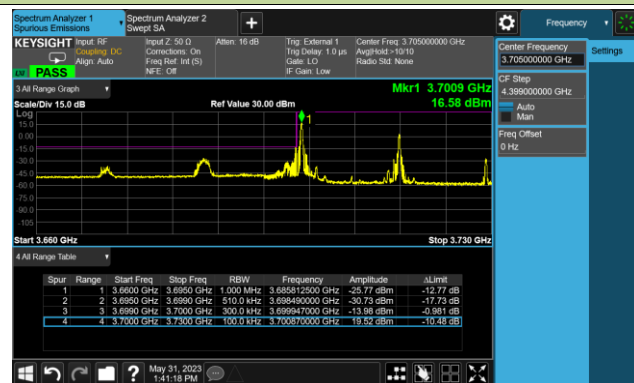 Spectrum Analyzer 1
Spurious Emissions
Spectrum Analyzer 2
Swept SA
Frequency
KEYSIGHT
Input: RF
Coupling: DC
Align: Auto
Input Z: 50 Ω
Corrections: On
Freq Ref: Int (S)
NFE: Off
Atten: 16 dB
Trig: External 1
Trig Delay: 1.0 µs
Gate: LO
IF Gain: Low
Center Freq: 3.705000000 GHz
Avg|Hold:>10/10
Radio Std: None
PASS
Center Frequency
3.705000000 GHz
Settings
CF Step
4.399000000 GHz
Auto
Man
Freq Offset
0 Hz
3 All Range Graph
Mkr1 3.7009 GHz
Scale/Div 15.0 dB
Ref Value 30.00 dBm
16.58 dBm
Log
15.0
0.00
-15.0
-30.0
-45.0
-60.0
-75.0
-90.0
-105
1
Start 3.660 GHz
Stop 3.730 GHz
4 All Range Table
Spur Range Start Freq Stop Freq RBW Frequency Amplitude ΔLimit
1 1 3.6600 GHz 3.6950 GHz 1.000 MHz 3.685812500 GHz -25.77 dBm -12.77 dB
2 2 3.6950 GHz 3.6990 GHz 510.0 kHz 3.698490000 GHz -30.73 dBm -17.73 dB
3 3 3.6990 GHz 3.7000 GHz 300.0 kHz 3.699947000 GHz -13.98 dBm -0.981 dB
4 4 3.7000 GHz 3.7300 GHz 100.0 kHz 3.700870000 GHz 19.52 dBm -10.48 dB
May 31, 2023
1:41:18 PM